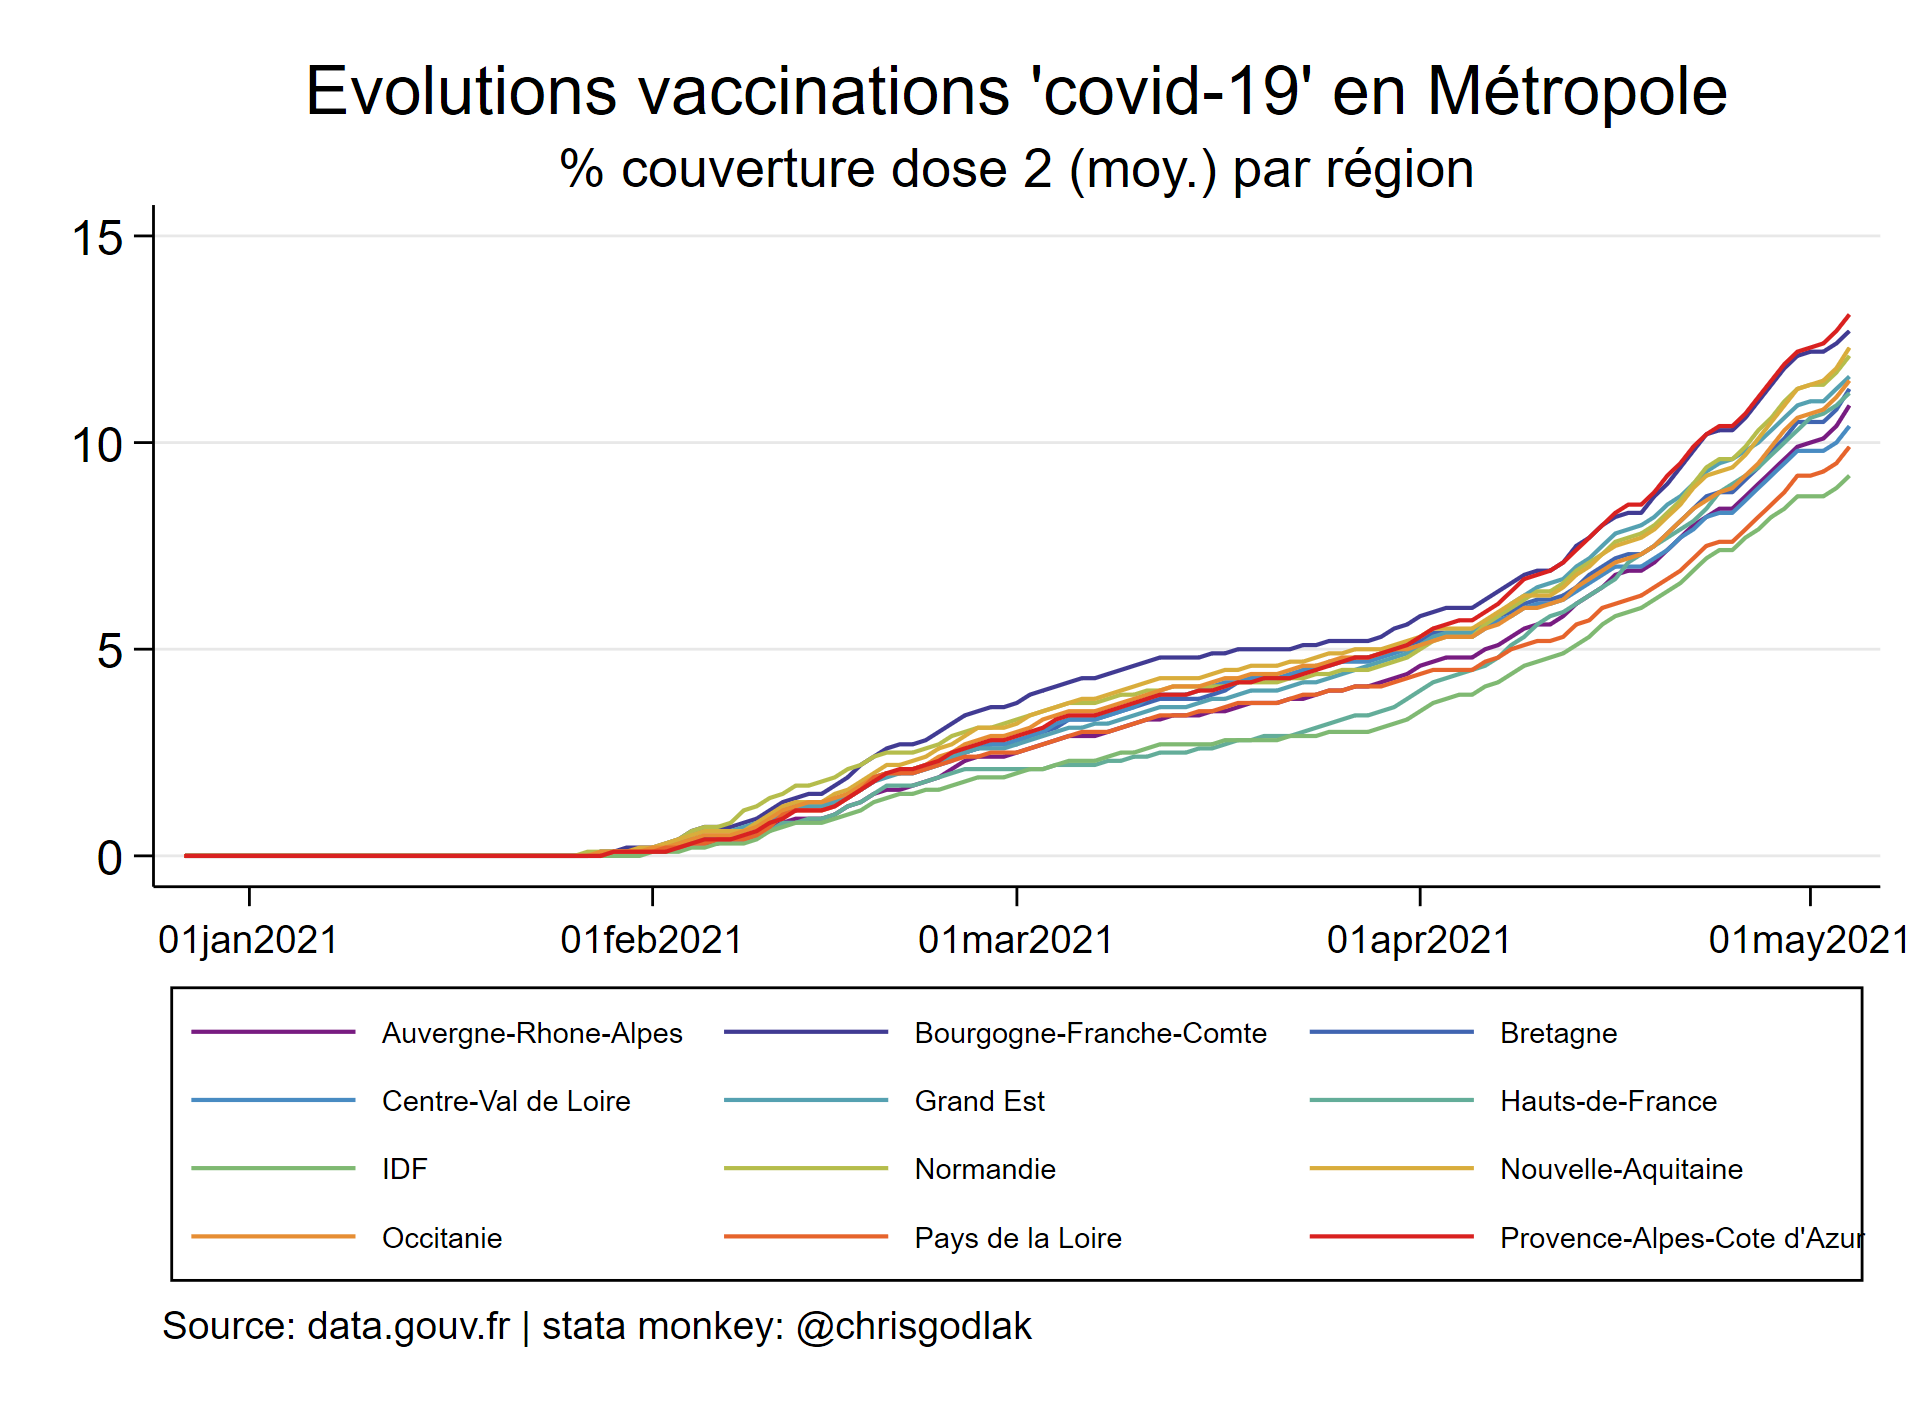 Evolutions vaccinations 'covid-19' en Métropole
% couverture dose 2 (moy.) par région
15
10
5
0
01jan2021 01feb2021 01mar2021 01apr2021 01may2021
Auvergne-Rhone-Alpes Bourgogne-Franche-Comte Bretagne
Centre-Val de Loire Grand Est Hauts-de-France
IDF Normandie Nouvelle-Aquitaine
Occitanie Pays de la Loire Provence-Alpes-Cote d'Azur
Source: data.gouv.fr | stata monkey: @chrisgodlak